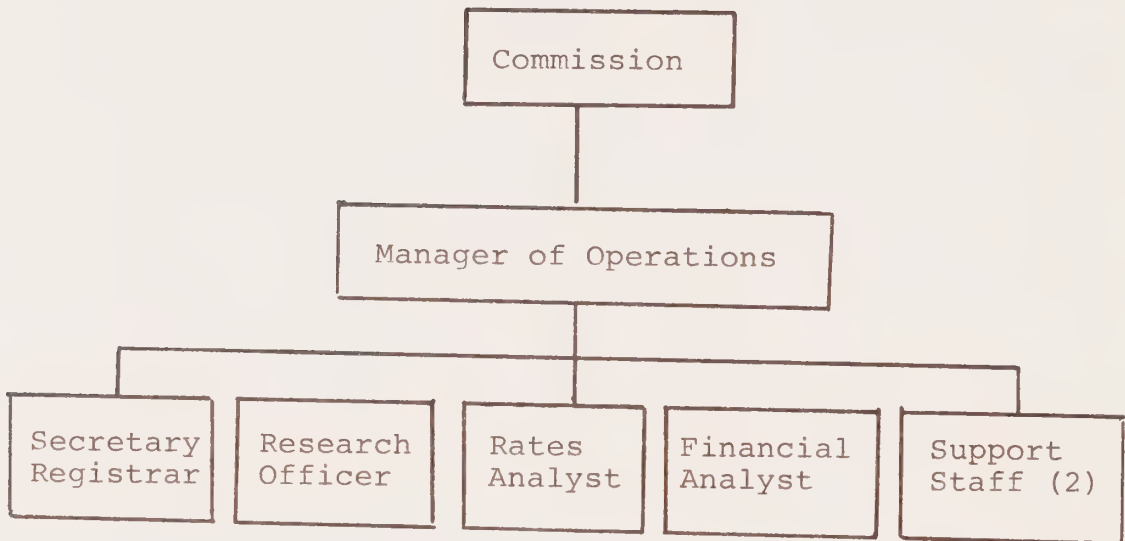 Commission
Manager of Operations
Secretary
Registrar
Research
Officer
Rates
Analyst
Financial
Analyst
Support
Staff (2)